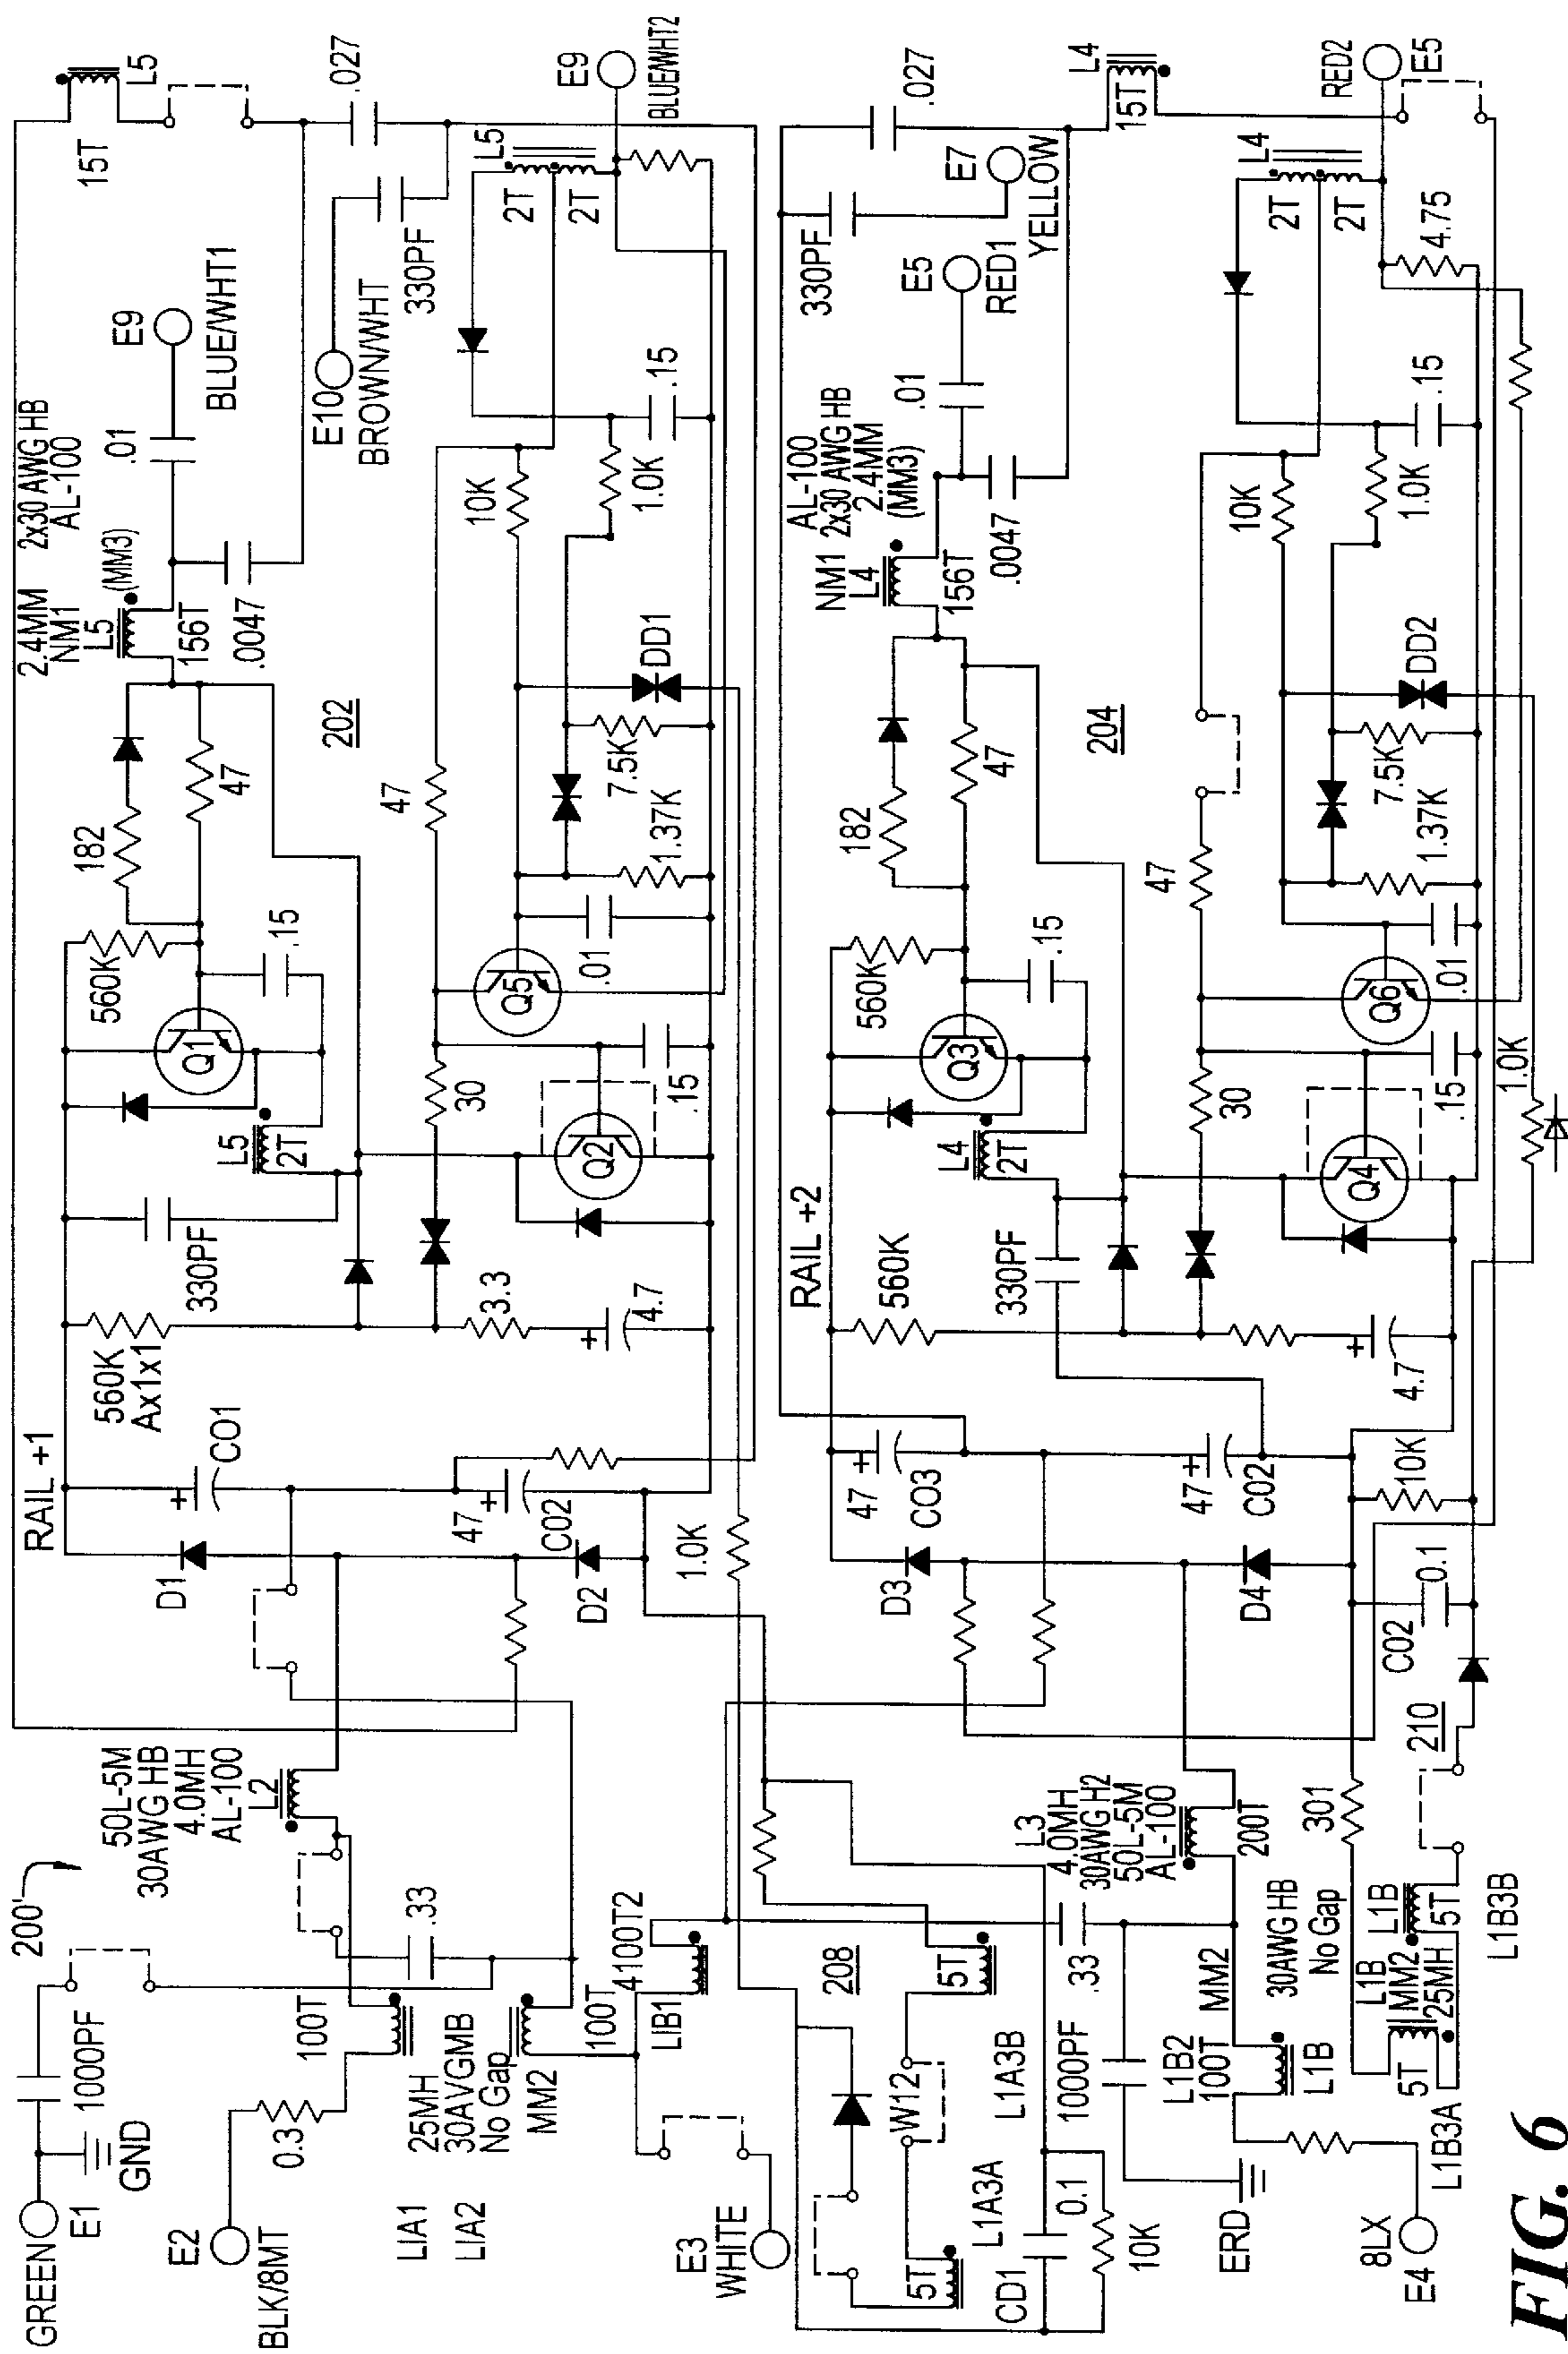 GREEN
E1
GND
1000PF
200'
E2
BLK/8MT
0.3
LIA1
LIA2
25MH
30AVGMB
No Gap
MM2
100T
100T
.33
50L-5M
30AWG HB
4.0MH
AL-100
L2
E3
WHITE
LIB1
4100T2
RAIL +1
D1
CO1
47
CO2
D2
560K
Ax1x1
330PF
L5
2T
Q1
560K
.15
182
47
2.4MM
NM1
L5
156T
(MM3)
2x30 AWG HB
AL-100
.0047
.01
E9
BLUE/WHT1
15T
L5
.027
E10
BROWN/WHT
330PF
202
3.3
4.7
30
Q2
.15
Q5
.01
47
1.37K
7.5K
DD1
10K
1.0K
.15
2T
2T
L5
E9
BLUE/WHT2
1.0K
208
5T
W12
5T
L1A3A
L1A3B
CD1
0.1
10K
1000PF
.33
L3
4.0MH
30AWG H2
50L-5M
AL-100
200T
MM2
L1B2
100T
L1B
ERD
8LX
E4
30AWG HB
No Gap
L1B
MM2
25MH
5T
L1B3A
L1B
5T
L1B3B
301
210
CO2
0.1
10K
RAIL +2
D3
47
CO3
D4
47
CO2
560K
330PF
4.7
L4
2T
Q3
560K
.15
182
47
NM1
L4
156T
AL-100
2x30 AWG HB
2.4MM
(MM3)
.0047
.01
E5
RED1
330PF
E7
YELLOW
.027
15T
L4
204
30
Q4
.15
1.0K
Q6
.01
47
1.37K
7.5K
DD2
10K
1.0K
.15
4.75
2T
2T
L4
RED2
E5
FIG. 6